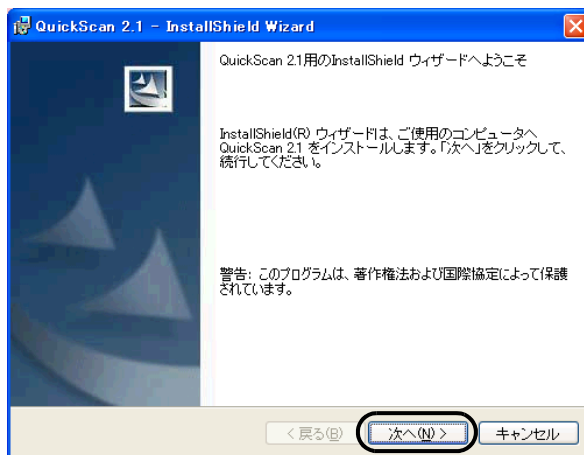 QuickScan 2.1 - InstallShield Wizard
QuickScan 2.1用のInstallShield ウィザードへようこそ
InstallShield(R) ウィザードは、ご使用のコンピュータへ
QuickScan 2.1 をインストールします。「次へ」をクリックして、
続行してください。
警告: このプログラムは、著作権法および国際協定によって保護
されています。
< 戻る(B)
次へ(N) >
キャンセル